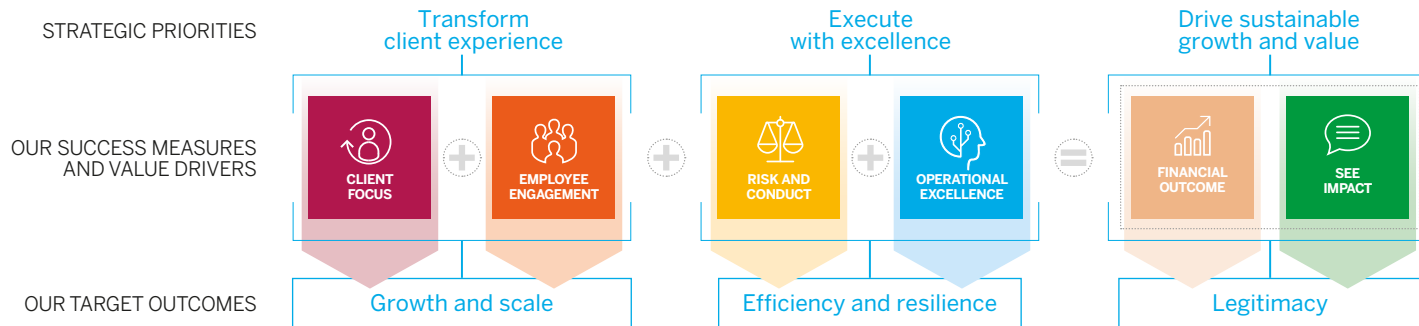 STRATEGIC PRIORITIES
Transform
client experience
Execute
with excellence
Drive sustainable
growth and value
OUR SUCCESS MEASURES
AND VALUE DRIVERS
CLIENT
FOCUS
EMPLOYEE
ENGAGEMENT
RISK AND
CONDUCT
OPERATIONAL
EXCELLENCE
FINANCIAL
OUTCOME
SEE
IMPACT
OUR TARGET OUTCOMES
Growth and scale
Efficiency and resilience
Legitimacy